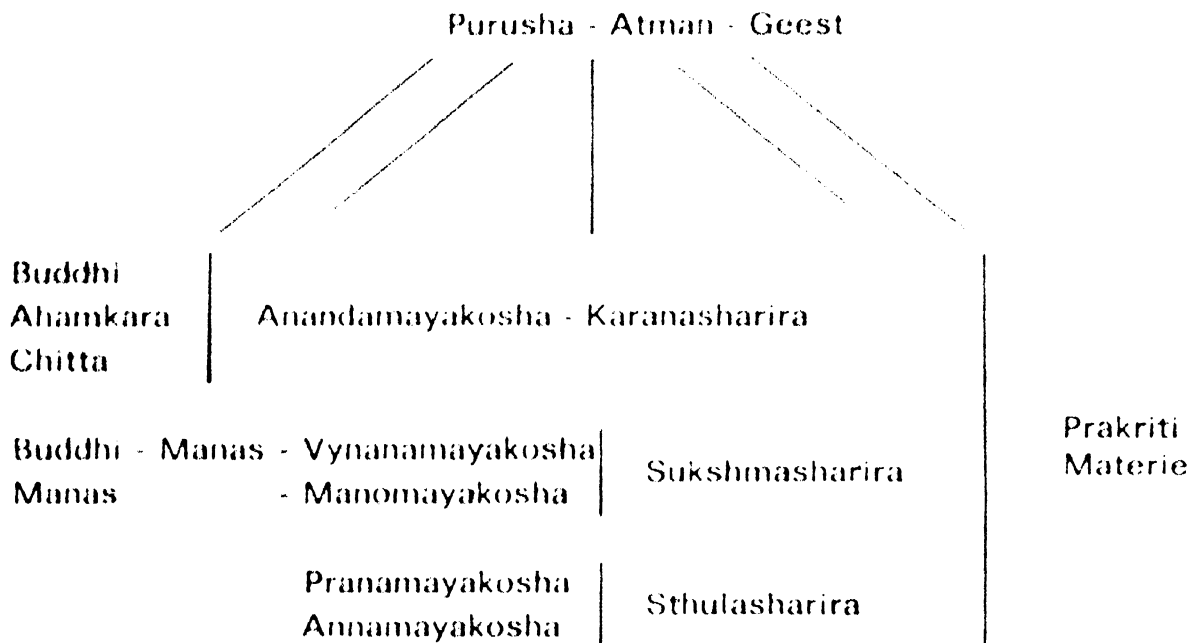 Purusha - Atman - Geest
Buddhi
Ahamkara
Chitta
Anandamayakosha - Karanasharira
Buddhi - Manas - Vynanamayakosha
Manas - Manomayakosha
Sukshmasharira
Prakriti
Materie
Pranamayakosha
Annamayakosha
Sthulasharira